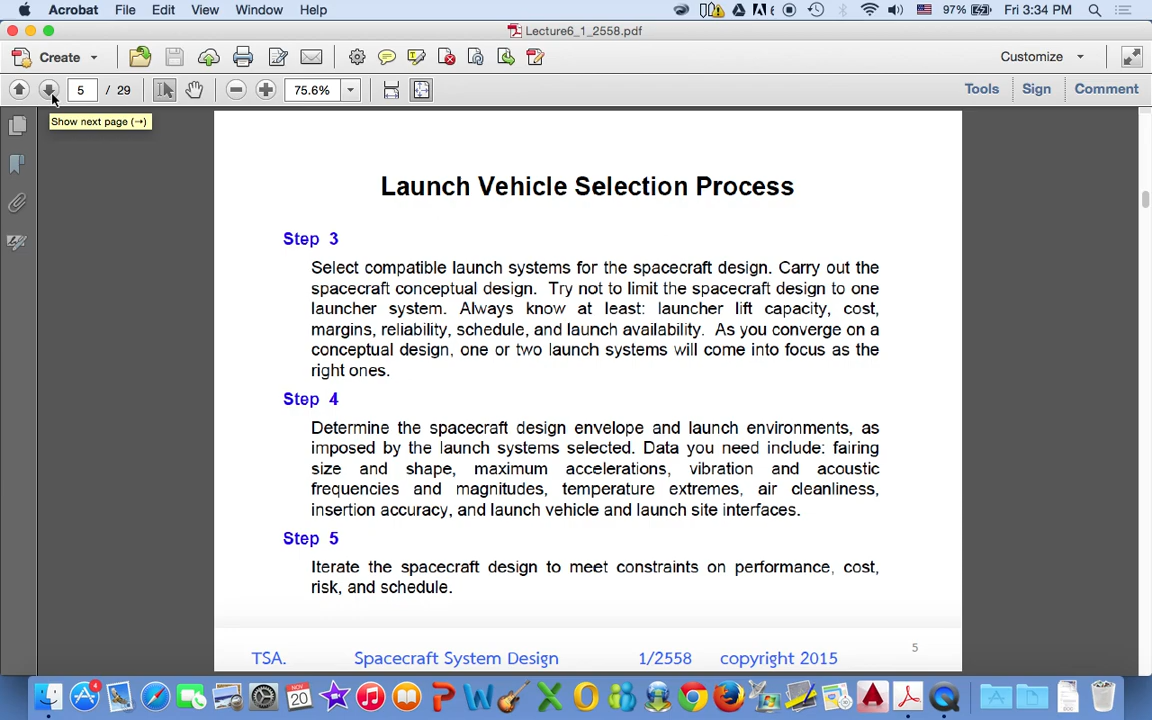 Acrobat File Edit View Window Help 6 97% Fri 3:34 PM
Lecture6_1_2558.pdf
Create Customize
5 / 29 75.6% Tools Sign Comment
Show next page (→)
Launch Vehicle Selection Process
Step 3
Select compatible launch systems for the spacecraft design. Carry out the
spacecraft conceptual design. Try not to limit the spacecraft design to one
launcher system. Always know at least: launcher lift capacity, cost,
margins, reliability, schedule, and launch availability. As you converge on a
conceptual design, one or two launch systems will come into focus as the
right ones.
Step 4
Determine the spacecraft design envelope and launch environments, as
imposed by the launch systems selected. Data you need include: fairing
size and shape, maximum accelerations, vibration and acoustic
frequencies and magnitudes, temperature extremes, air cleanliness,
insertion accuracy, and launch vehicle and launch site interfaces.
Step 5
Iterate the spacecraft design to meet constraints on performance, cost,
risk, and schedule.
5
TSA. Spacecraft System Design 1/2558 copyright 2015
4
NOV
20